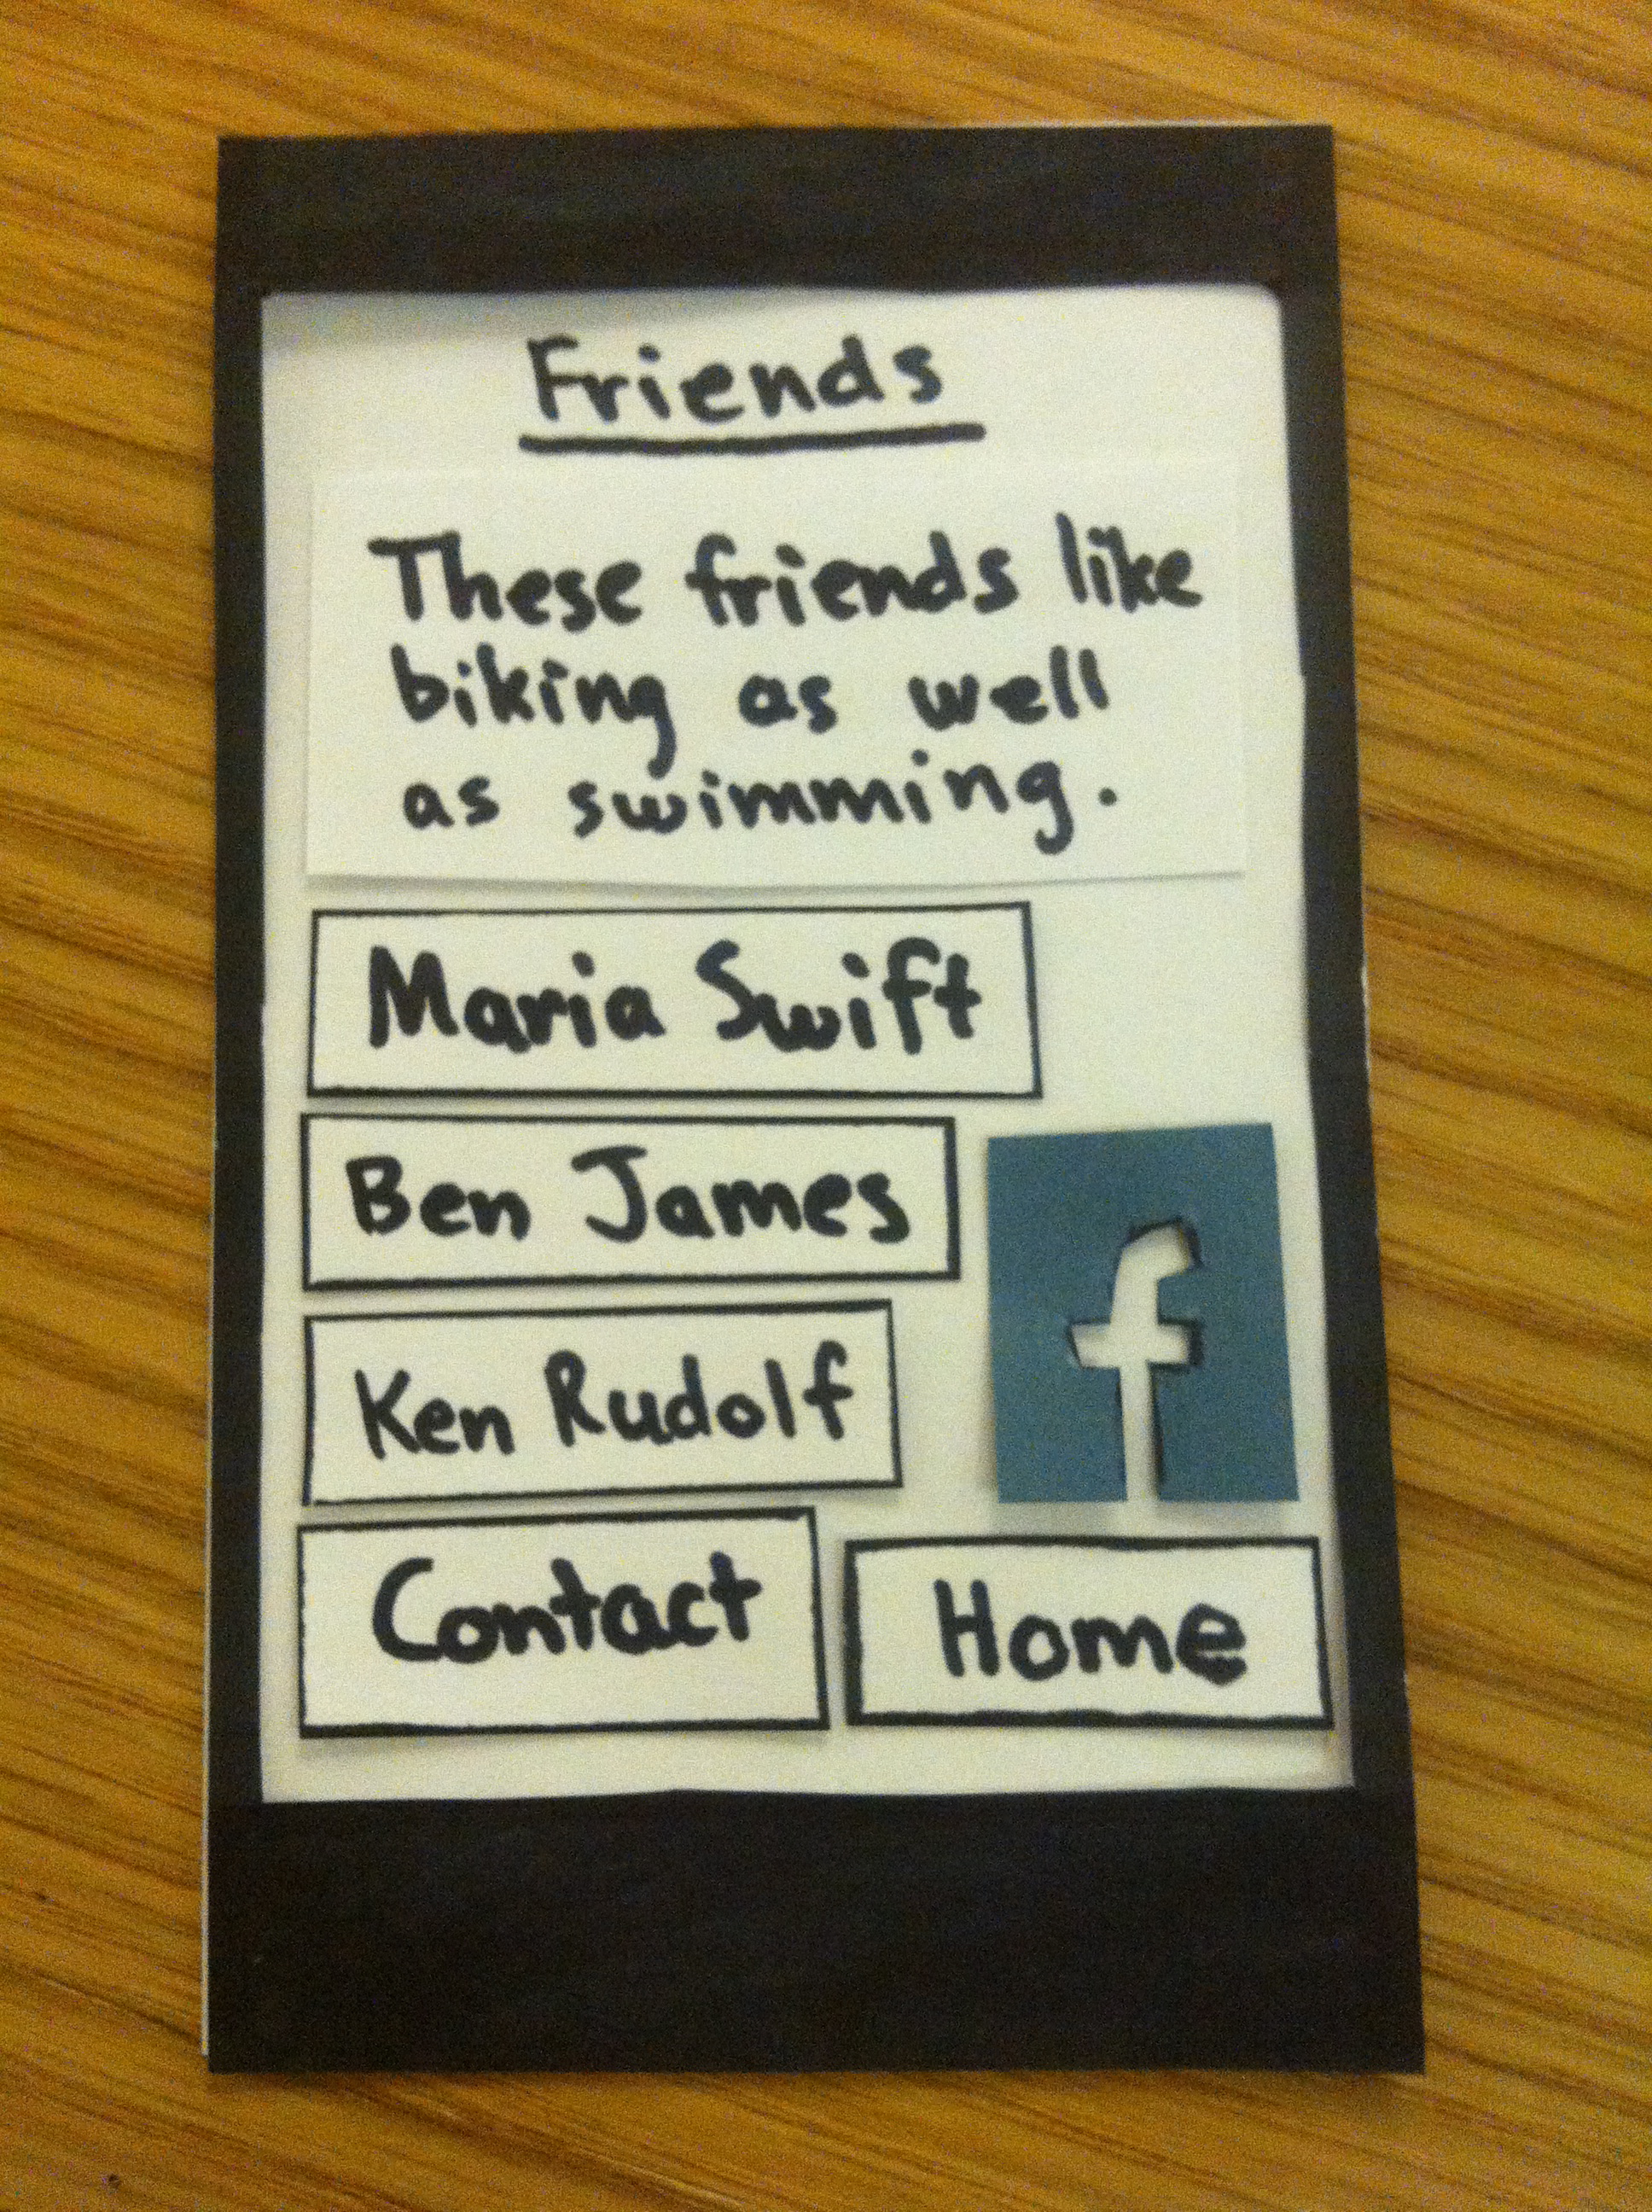 Friends
These friends like
biking as well
as swimming.
Maria Swift
Ben James
Ken Rudolf
f
Contact
Home